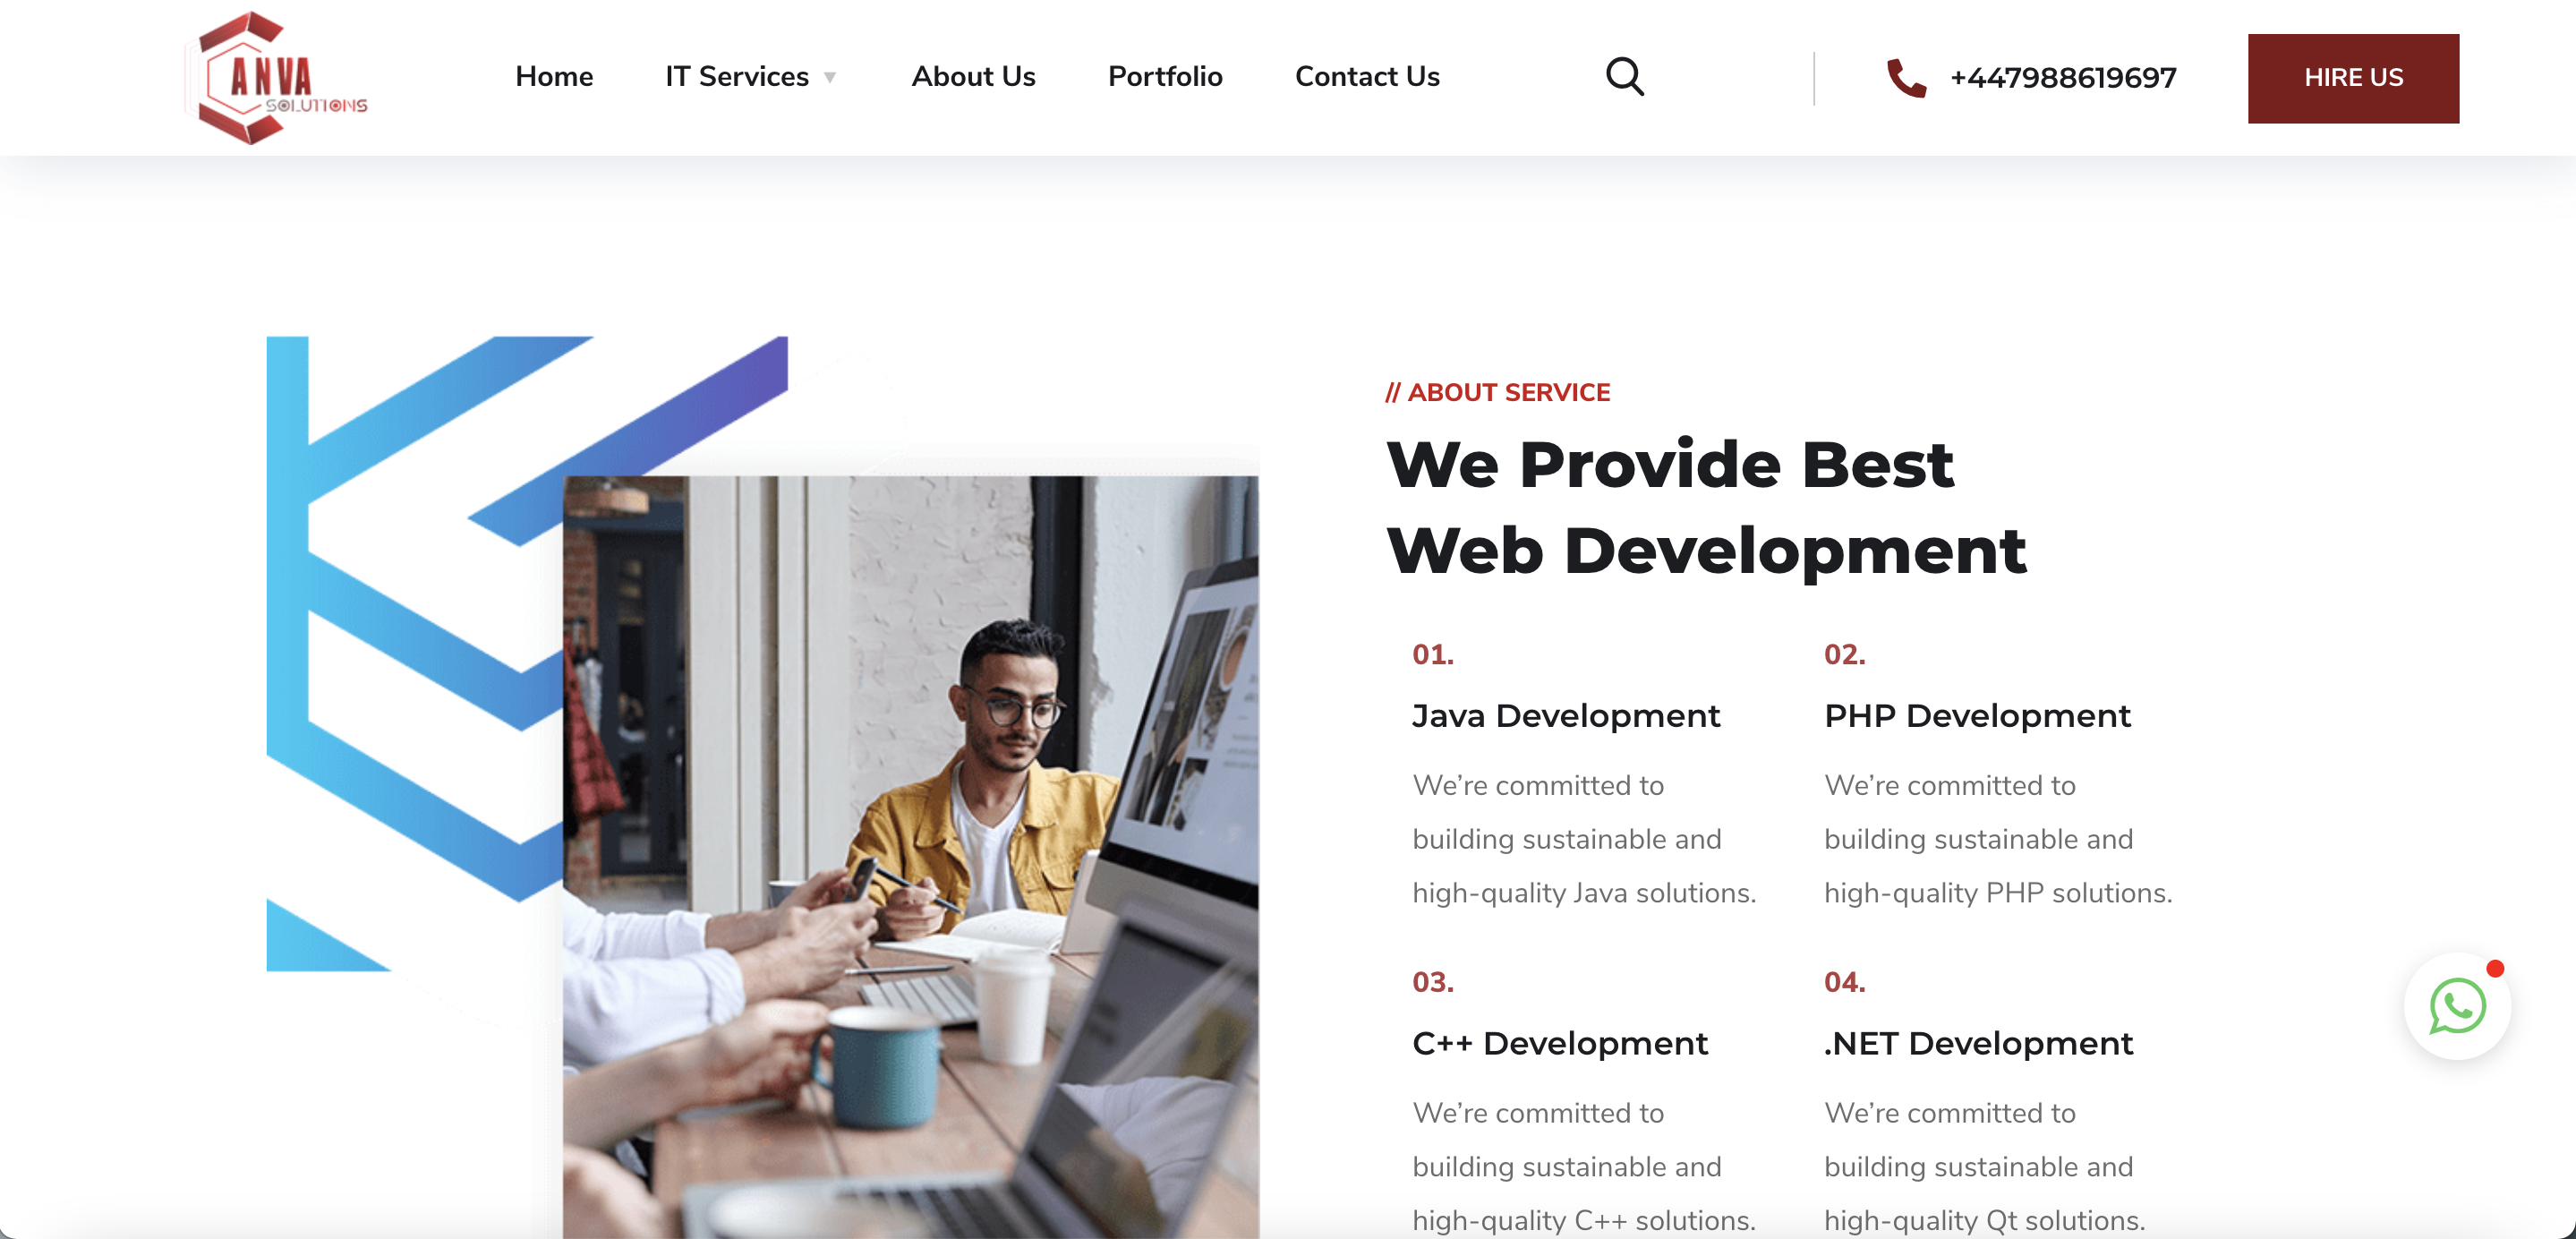 CANVA
SOLUTIONS
Home
IT Services
About Us
Portfolio
Contact Us
+447988619697
HIRE US
// ABOUT SERVICE
We Provide Best
Web Development
01.
Java Development
We’re committed to
building sustainable and
high-quality Java solutions.
02.
PHP Development
We’re committed to
building sustainable and
high-quality PHP solutions.
03.
C++ Development
We’re committed to
building sustainable and
high-quality C++ solutions.
04.
.NET Development
We’re committed to
building sustainable and
high-quality Qt solutions.